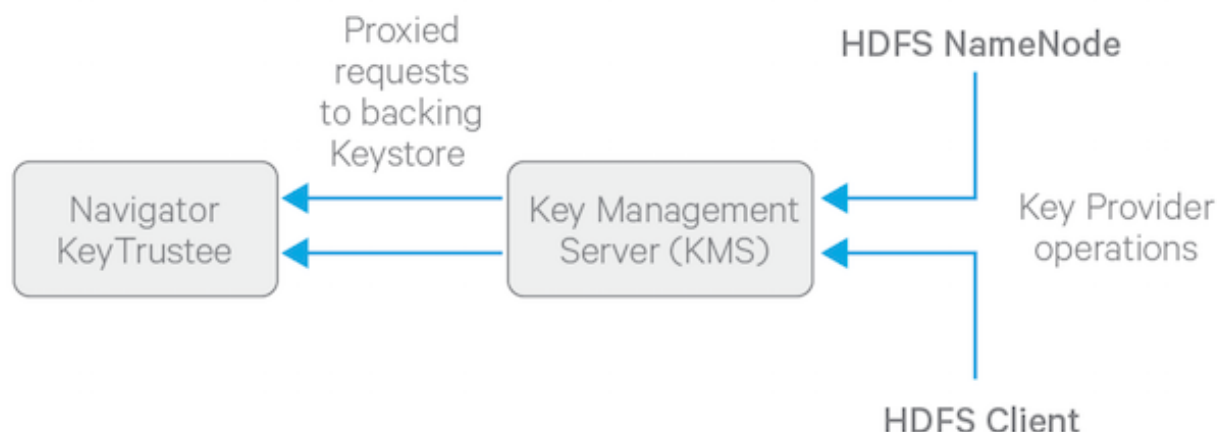 Proxied
requests
to backing
Keystore
HDFS NameNode
Navigator
KeyTrustee
Key Management
Server (KMS)
Key Provider
operations
HDFS Client